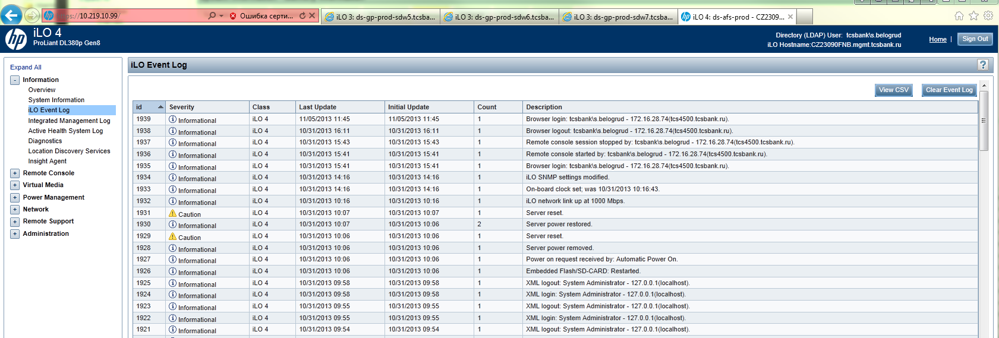 https://10.219.10.99/
Ошибка серти...
iLO 3: ds-gp-prod-sdw5.tcsba...
iLO 3: ds-gp-prod-sdw6.tcsba...
iLO 3: ds-gp-prod-sdw7.tcsba...
iLO 4: ds-afs-prod - CZ2309...
hp
iLO 4
ProLiant DL380p Gen8
Directory (LDAP) User: tcsbank\s.belogrud
iLO Hostname:CZ23090FNB.mgmt.tcsbank.ru
Home |
Sign Out
Expand All
- Information
Overview
System Information
iLO Event Log
Integrated Management Log
Active Health System Log
Diagnostics
Location Discovery Services
Insight Agent
+ Remote Console
+ Virtual Media
+ Power Management
+ Network
+ Remote Support
+ Administration
iLO Event Log
?
View CSV
Clear Event Log
id Severity Class Last Update Initial Update Count Description
1939 Informational iLO 4 11/05/2013 11:45 11/05/2013 11:45 1 Browser login: tcsbank\s.belogrud - 172.16.28.74(tcs4500.tcsbank.ru).
1938 Informational iLO 4 10/31/2013 16:11 10/31/2013 16:11 1 Browser logout: tcsbank\s.belogrud - 172.16.28.74(tcs4500.tcsbank.ru).
1937 Informational iLO 4 10/31/2013 15:43 10/31/2013 15:43 1 Remote console session stopped by: tcsbank\s.belogrud - 172.16.28.74(tcs4500.tcsbank.ru).
1936 Informational iLO 4 10/31/2013 15:41 10/31/2013 15:41 1 Remote console started by: tcsbank\s.belogrud - 172.16.28.74(tcs4500.tcsbank.ru).
1935 Informational iLO 4 10/31/2013 15:41 10/31/2013 15:41 1 Browser login: tcsbank\s.belogrud - 172.16.28.74(tcs4500.tcsbank.ru).
1934 Informational iLO 4 10/31/2013 14:16 10/31/2013 14:16 1 iLO SNMP settings modified.
1933 Informational iLO 4 10/31/2013 14:16 10/31/2013 14:16 1 On-board clock set; was 10/31/2013 10:16:43.
1932 Informational iLO 4 10/31/2013 10:16 10/31/2013 10:16 1 iLO network link up at 1000 Mbps.
1931 Caution iLO 4 10/31/2013 10:07 10/31/2013 10:07 1 Server reset.
1930 Informational iLO 4 10/31/2013 10:07 10/31/2013 10:06 2 Server power restored.
1929 Caution iLO 4 10/31/2013 10:06 10/31/2013 10:06 1 Server reset.
1928 Informational iLO 4 10/31/2013 10:06 10/31/2013 10:06 1 Server power removed.
1927 Informational iLO 4 10/31/2013 10:06 10/31/2013 10:06 1 Power on request received by: Automatic Power On.
1926 Informational iLO 4 10/31/2013 10:06 10/31/2013 10:06 1 Embedded Flash/SD-CARD: Restarted.
1925 Informational iLO 4 10/31/2013 09:58 10/31/2013 09:58 1 XML logout: System Administrator - 127.0.0.1(localhost).
1924 Informational iLO 4 10/31/2013 09:58 10/31/2013 09:58 1 XML login: System Administrator - 127.0.0.1(localhost).
1923 Informational iLO 4 10/31/2013 09:55 10/31/2013 09:55 1 XML logout: System Administrator - 127.0.0.1(localhost).
1922 Informational iLO 4 10/31/2013 09:55 10/31/2013 09:55 1 XML login: System Administrator - 127.0.0.1(localhost).
1921 Informational iLO 4 10/31/2013 09:54 10/31/2013 09:54 1 XML logout: System Administrator - 127.0.0.1(localhost).